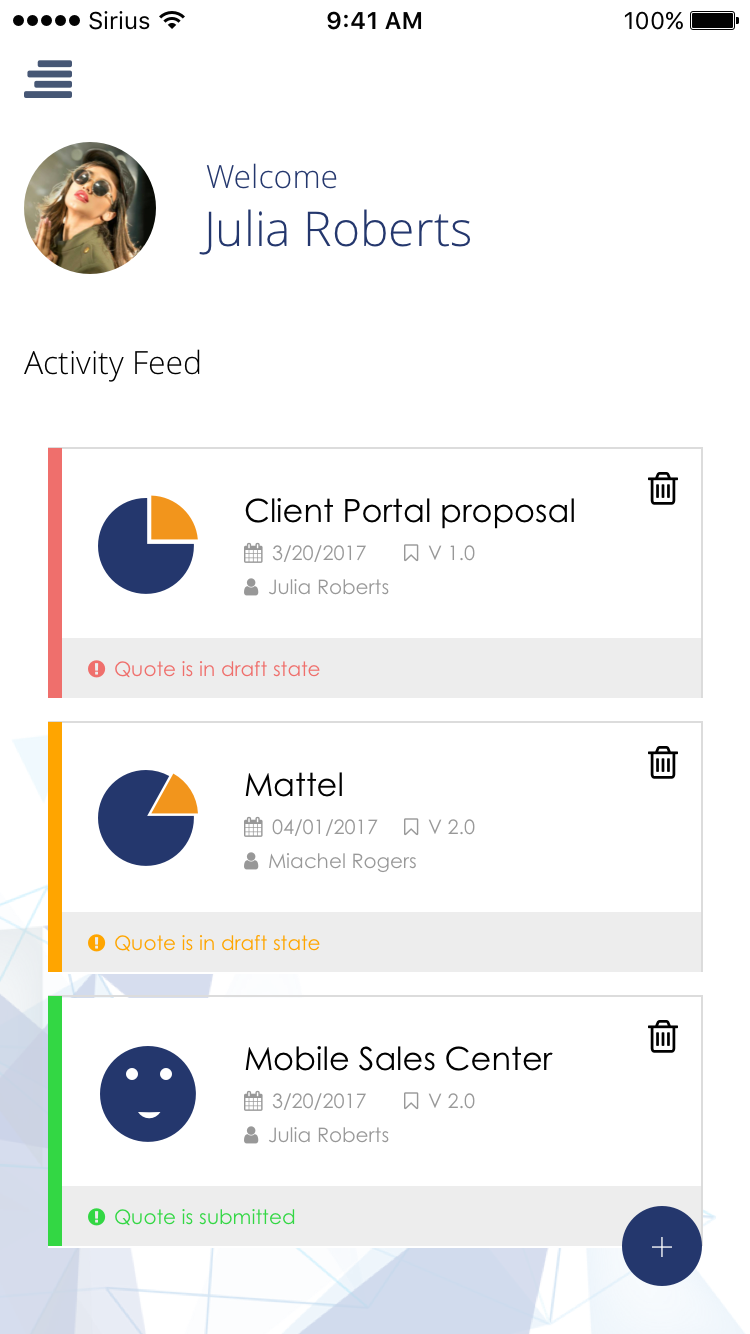 Sirius 9:41 AM 100%
Welcome
Julia Roberts
Activity Feed
Client Portal proposal
3/20/2017 V 1.0
Julia Roberts
Quote is in draft state
Mattel
04/01/2017 V 2.0
Miachel Rogers
Quote is in draft state
Mobile Sales Center
3/20/2017 V 2.0
Julia Roberts
Quote is submitted